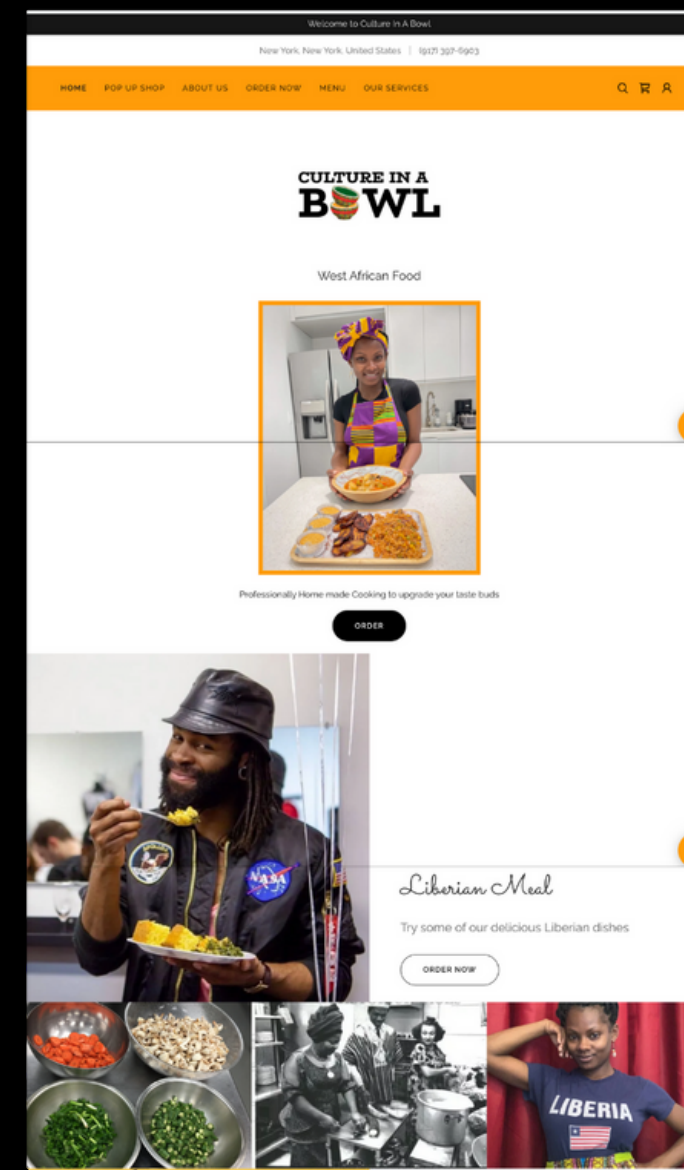 Welcome to Culture In A Bowl
New York, New York, United States | (917) 397-6903
HOME POP UP SHOP ABOUT US ORDER NOW MENU OUR SERVICES
CULTURE IN A
BOWL
West African Food
Professionally Home made Cooking to upgrade your taste buds
ORDER
NASA
Liberian Meal
Try some of our delicious Liberian dishes
ORDER NOW
LIBERIA